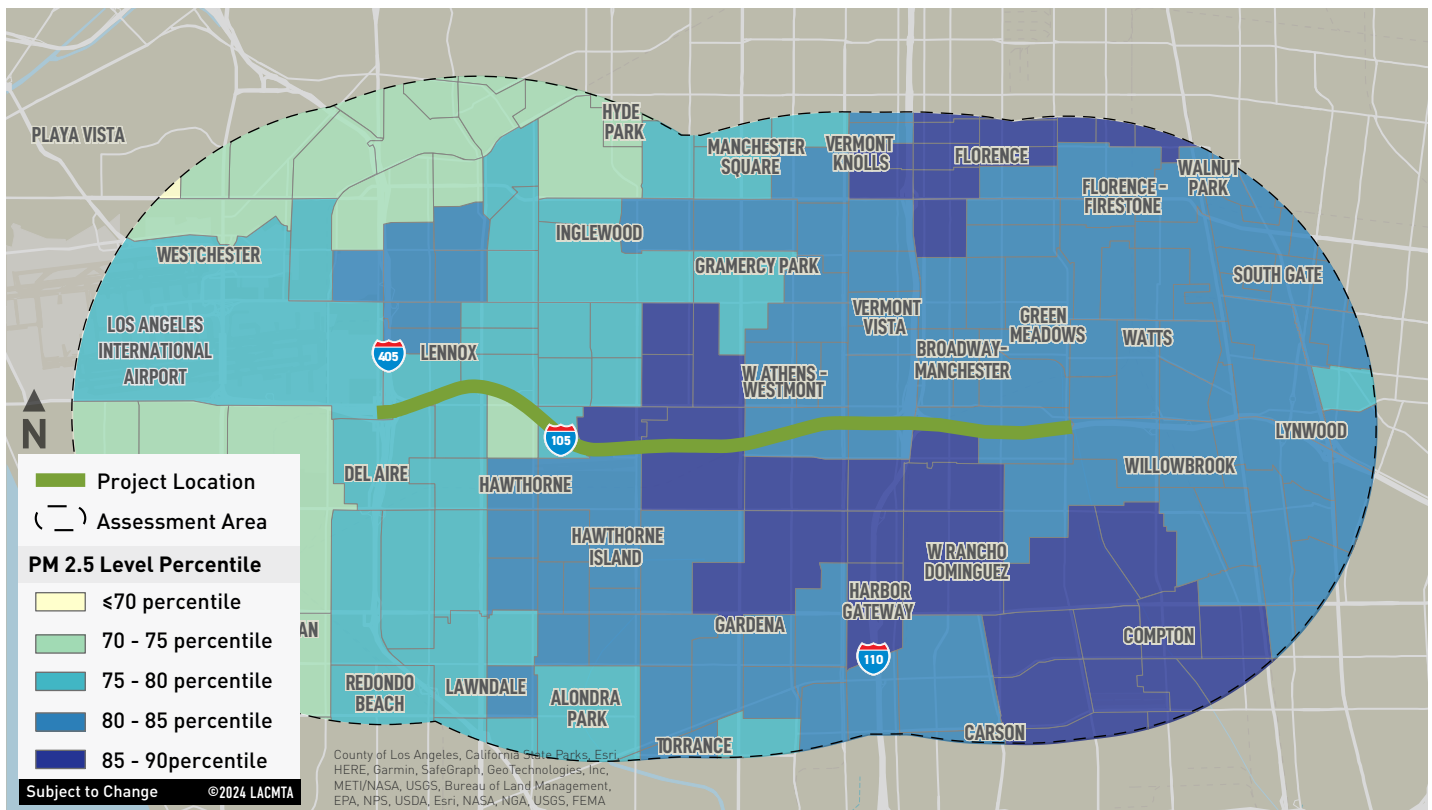 PLAYA VISTA
HYDE
PARK
MANCHESTER
SQUARE
VERMONT
KNOLLS
FLORENCE
WALNUT
PARK
FLORENCE -
FIRESTONE
WESTCHESTER
INGLEWOOD
GRAMERCY PARK
SOUTH GATE
LOS ANGELES
INTERNATIONAL
AIRPORT
405
LENNOX
VERMONT
VISTA
GREEN
MEADOWS
WATTS
BROADWAY-
MANCHESTER
W ATHENS -
WESTMONT
N
105
LYNWOOD
DEL AIRE
HAWTHORNE
WILLOWBROOK
HAWTHORNE
ISLAND
W RANCHO
DOMINGUEZ
HARBOR
GATEWAY
GARDENA
COMPTON
AN
110
REDONDO
BEACH
LAWNDALE
ALONDRA
PARK
TORRANCE
CARSON
Project Location
Assessment Area
PM 2.5 Level Percentile
≤70 percentile
70 - 75 percentile
75 - 80 percentile
80 - 85 percentile
85 - 90percentile
Subject to Change ©2024 LACMTA
County of Los Angeles, California State Parks, Esri,
HERE, Garmin, SafeGraph, GeoTechnologies, Inc,
METI/NASA, USGS, Bureau of Land Management,
EPA, NPS, USDA, Esri, NASA, NGA, USGS, FEMA